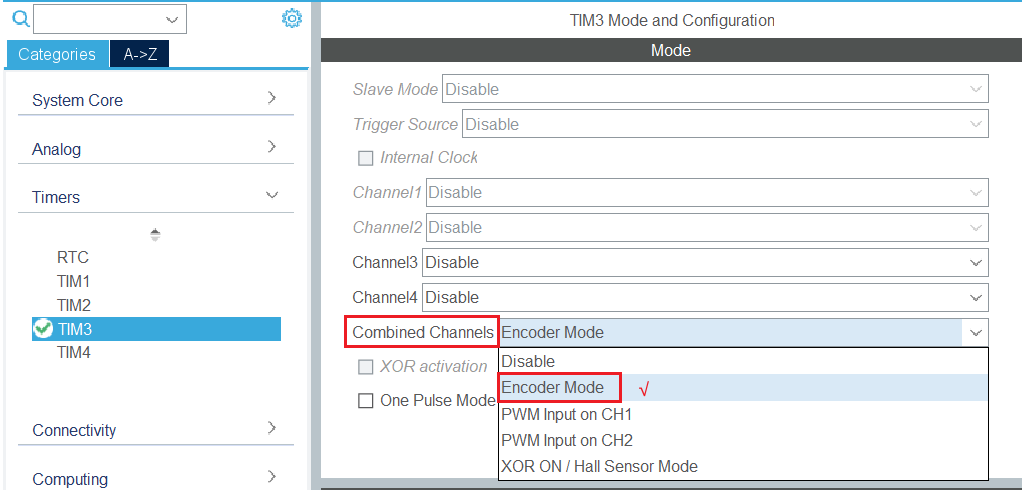 TIM3 Mode and Configuration
Categories A->Z
Mode
System Core
Analog
Timers
RTC
TIM1
TIM2
TIM3
TIM4
Connectivity
Computing
Slave Mode Disable
Trigger Source Disable
Internal Clock
Channel1 Disable
Channel2 Disable
Channel3 Disable
Channel4 Disable
Combined Channels Encoder Mode
Disable
XOR activation
Encoder Mode √
One Pulse Mode
PWM Input on CH1
PWM Input on CH2
XOR ON / Hall Sensor Mode